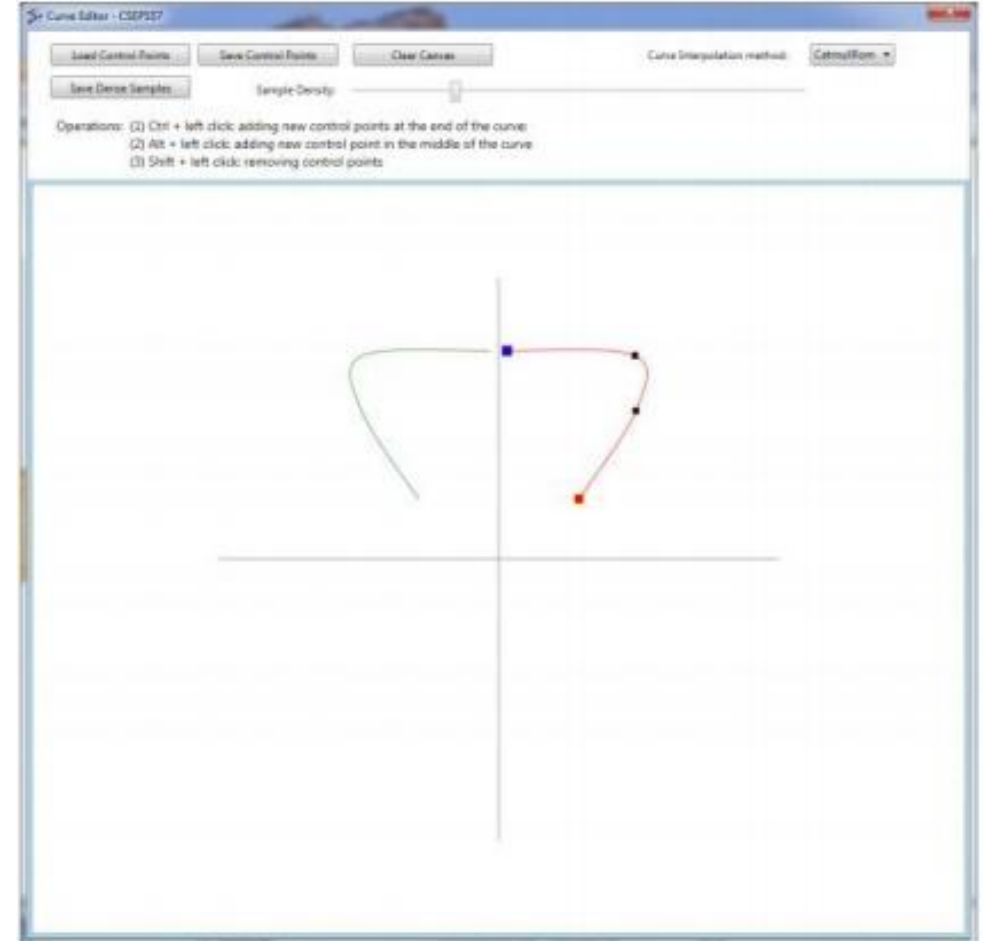 Curve Editor - CSEP557
Load Control Points Save Control Points Clear Canvas Curve Interpolation method: CatmullRom
Save Dense Samples Sample Density
Operations: (1) Ctrl + left click: adding new control points at the end of the curve
(2) Alt + left click: adding new control point in the middle of the curve
(3) Shift + left click: removing control points